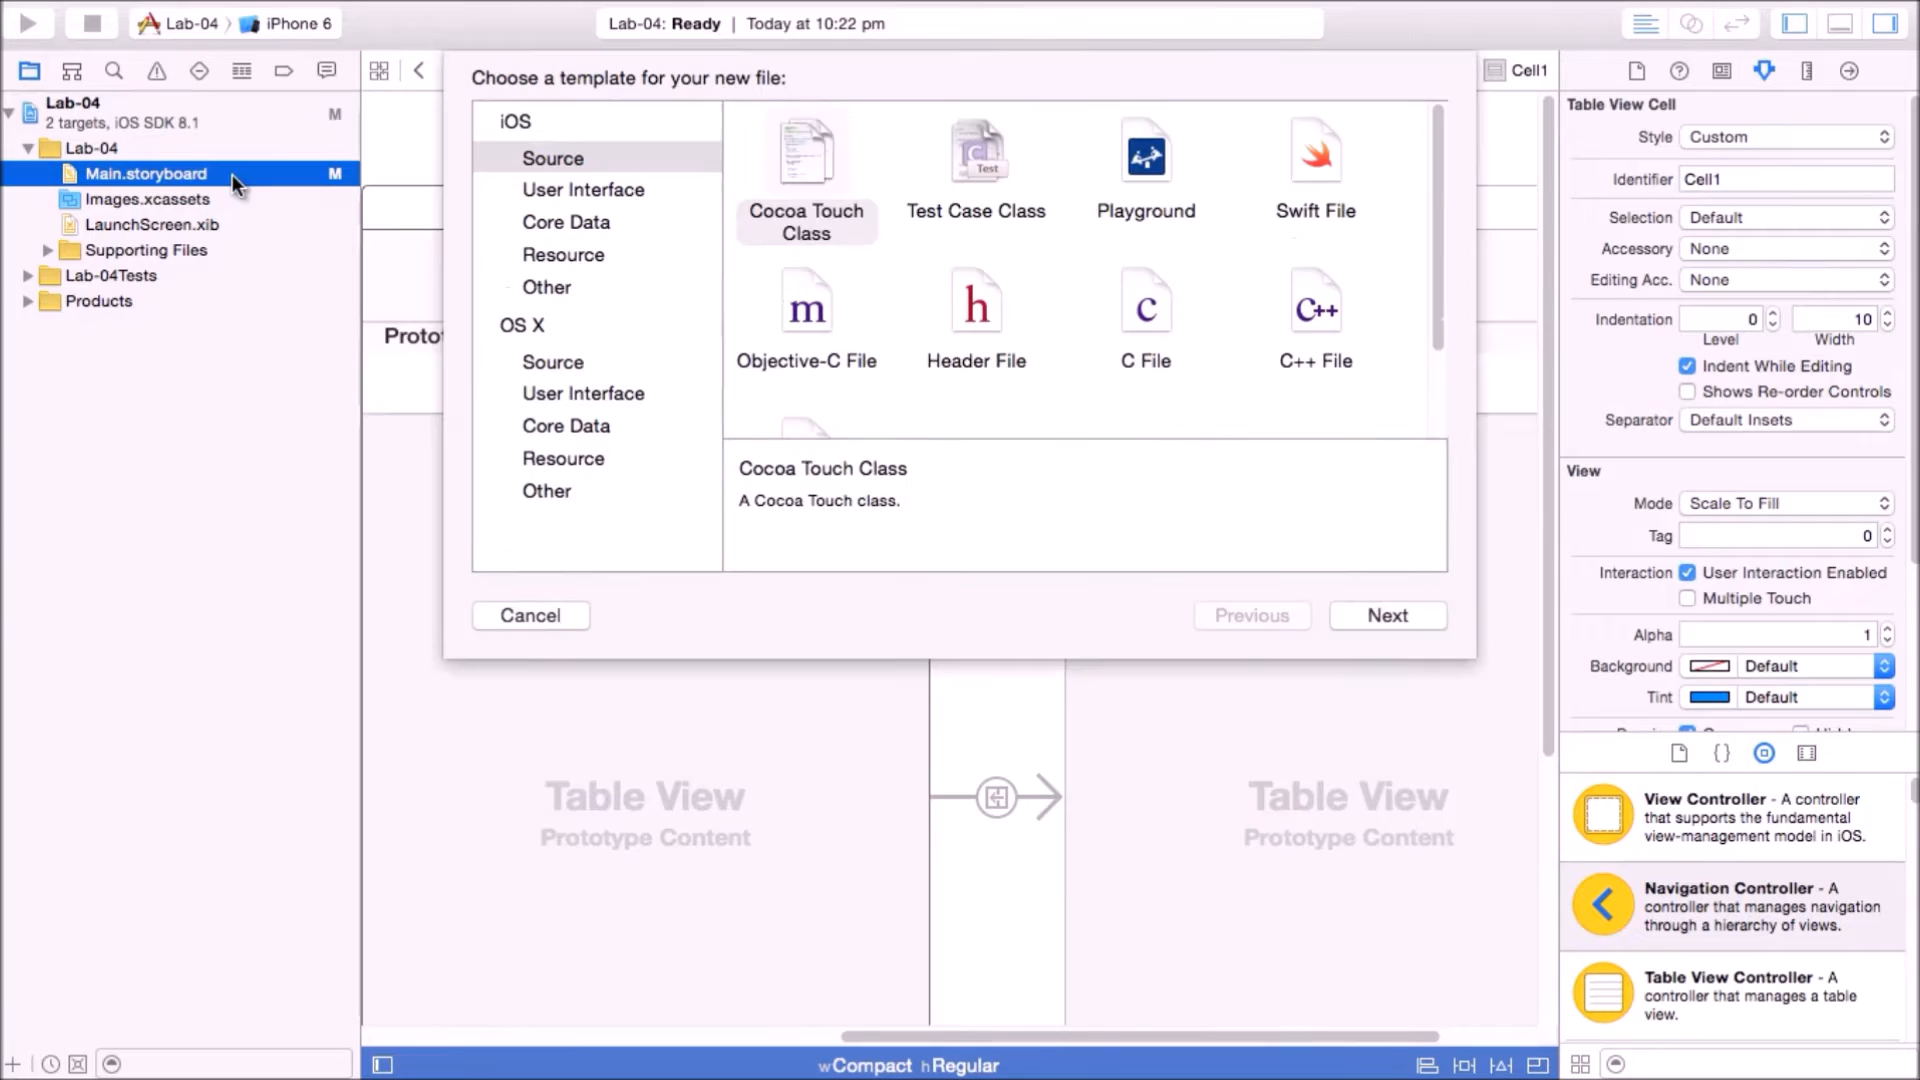 Lab-04 〉 iPhone 6
Lab-04: Ready | Today at 10:22 pm
Lab-04
2 targets, iOS SDK 8.1
M
Lab-04
Main.storyboard
M
Images.xcassets
LaunchScreen.xib
Supporting Files
Lab-04Tests
Products
Choose a template for your new file:
iOS
Source
User Interface
Core Data
Resource
Other
OS X
Source
User Interface
Core Data
Resource
Other
Test
Cocoa Touch
Class
Test Case Class
Playground
Swift File
m
h
c
C++
Objective-C File
Header File
C File
C++ File
Cocoa Touch Class
A Cocoa Touch class.
Cancel
Previous
Next
Cell1
Table View
Prototype Content
Table View
Prototype Content
wCompact hRegular
Table View Cell
Style Custom
Identifier Cell1
Selection Default
Accessory None
Editing Acc. None
Indentation 0 10
Level Width
Indent While Editing
Shows Re-order Controls
Separator Default Insets
View
Mode Scale To Fill
Tag 0
Interaction User Interaction Enabled
Multiple Touch
Alpha 1
Background Default
Tint Default
{}
View Controller - A controller
that supports the fundamental
view-management model in iOS.
Navigation Controller - A
controller that manages navigation
through a hierarchy of views.
Table View Controller - A
controller that manages a table
view.